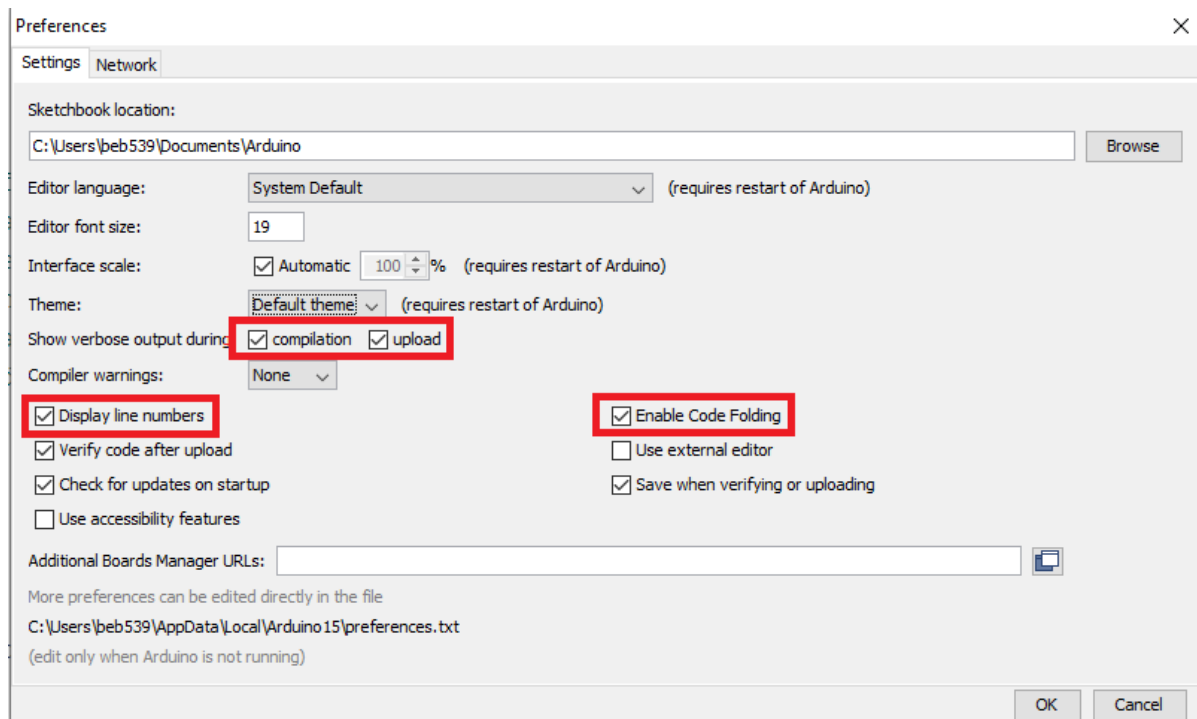 Preferences
Settings Network
Sketchbook location:
C:\Users\beb539\Documents\Arduino Browse
Editor language: System Default (requires restart of Arduino)
Editor font size: 19
Interface scale: Automatic 100 % (requires restart of Arduino)
Theme: Default theme (requires restart of Arduino)
Show verbose output during compilation upload
Compiler warnings: None
Display line numbers Enable Code Folding
Verify code after upload Use external editor
Check for updates on startup Save when verifying or uploading
Use accessibility features
Additional Boards Manager URLs:
More preferences can be edited directly in the file
C:\Users\beb539\AppData\Local\Arduino15\preferences.txt
(edit only when Arduino is not running)
OK Cancel